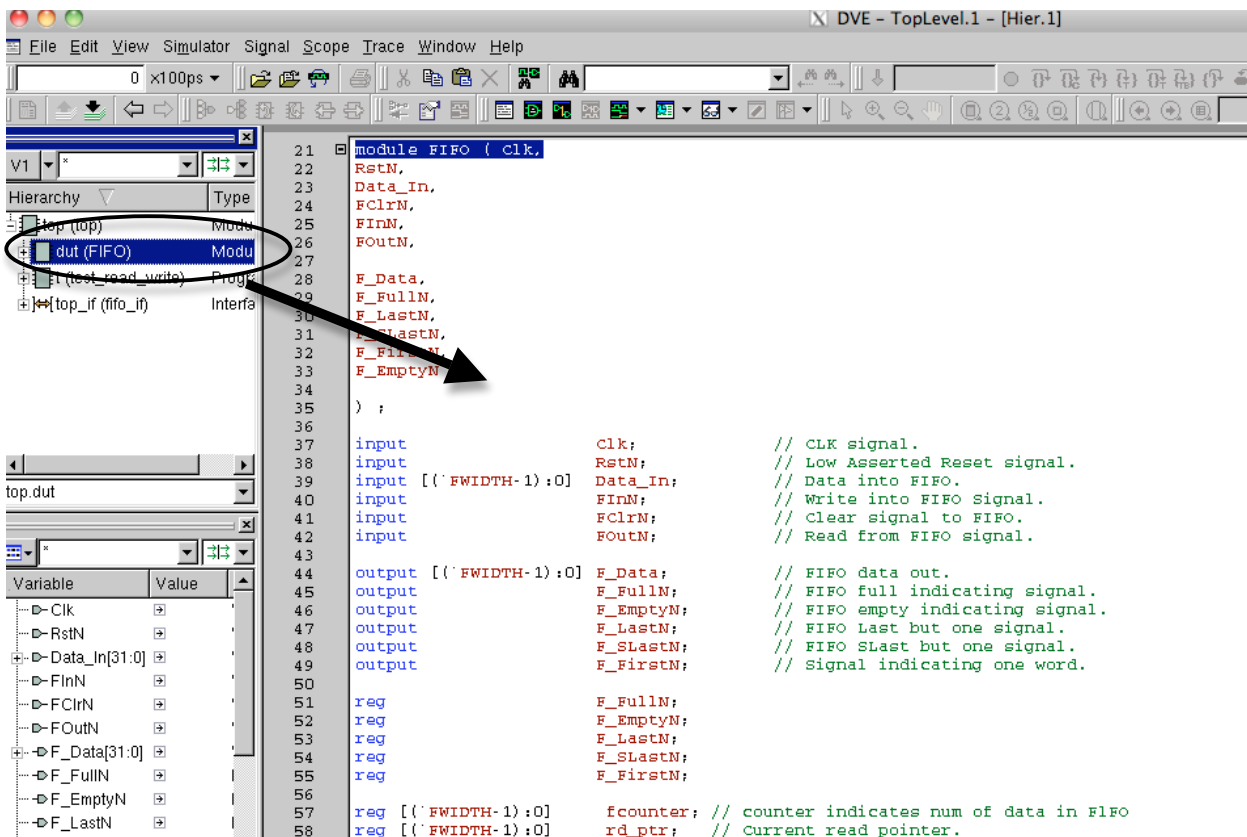 DVE - TopLevel.1 - [Hier.1]
File Edit View Simulator Signal Scope Trace Window Help
0 x100ps
V1 *
Hierarchy Type
top (top) Modu
dut (FIFO) Modu
t (test_read_write) Progra
top_if (fifo_if) Interfa
top.dut
*
Variable Value
Clk
RstN
Data_In[31:0]
FInN
FClrN
FOutN
F_Data[31:0]
F_FullN
F_EmptyN
F_LastN
21 module FIFO ( Clk,
22 RstN,
23 Data_In,
24 FClrN,
25 FInN,
26 FOutN,
27
28 F_Data,
29 F_FullN,
30 F_LastN,
31 F_SLastN,
32 F_FirstN,
33 F_EmptyN
34
35 ) ;
36
37 input Clk; // CLK signal.
38 input RstN; // Low Asserted Reset signal.
39 input [(`FWIDTH-1):0] Data_In; // Data into FIFO.
40 input FInN; // Write into FIFO Signal.
41 input FClrN; // Clear signal to FIFO.
42 input FOutN; // Read from FIFO signal.
43
44 output [(`FWIDTH-1):0] F_Data; // FIFO data out.
45 output F_FullN; // FIFO full indicating signal.
46 output F_EmptyN; // FIFO empty indicating signal.
47 output F_LastN; // FIFO Last but one signal.
48 output F_SLastN; // FIFO SLast but one signal.
49 output F_FirstN; // Signal indicating one word.
50
51 reg F_FullN;
52 reg F_EmptyN;
53 reg F_LastN;
54 reg F_SLastN;
55 reg F_FirstN;
56
57 reg [(`FWIDTH-1):0] fcounter; // counter indicates num of data in FIFO
58 reg [(`FWIDTH-1):0] rd_ptr; // Current read pointer.